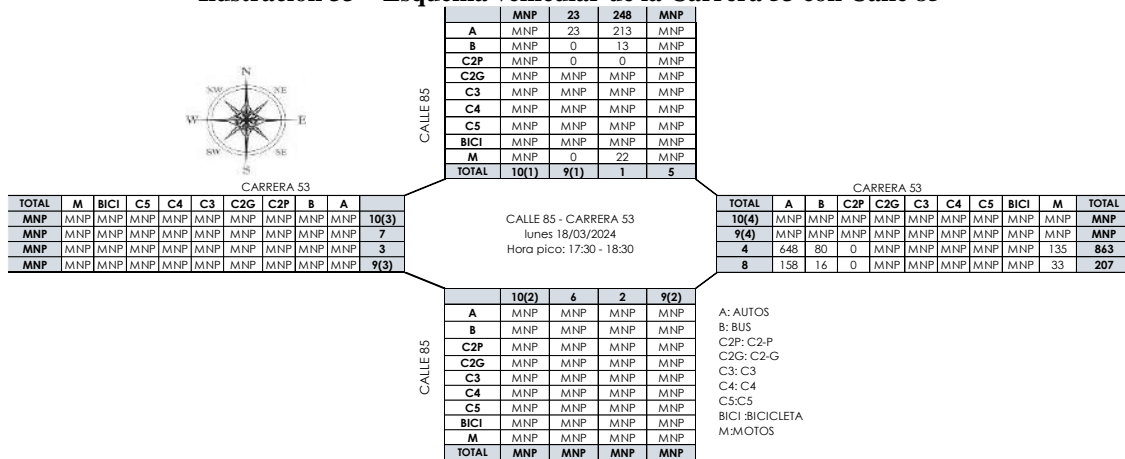 Ilustración 53 – Esquema vehicular de la Carrera 53 con Calle 85
MNP 23 248 MNP
A MNP 23 213 MNP
B MNP 0 13 MNP
C2P MNP 0 0 MNP
C2G MNP MNP MNP MNP
C3 MNP MNP MNP MNP
C4 MNP MNP MNP MNP
C5 MNP MNP MNP MNP
BICI MNP MNP MNP MNP
M MNP 0 22 MNP
TOTAL 10(1) 9(1) 1 5
CALLE 85
N
NW NE
W E
SW SE
S
CARRERA 53
TOTAL M BICI C5 C4 C3 C2G C2P B A
MNP MNP MNP MNP MNP MNP MNP MNP MNP MNP 10(3)
MNP MNP MNP MNP MNP MNP MNP MNP MNP MNP 7
MNP MNP MNP MNP MNP MNP MNP MNP MNP MNP 3
MNP MNP MNP MNP MNP MNP MNP MNP MNP MNP 9(3)
CALLE 85 - CARRERA 53
lunes 18/03/2024
Hora pico: 17:30 - 18:30
CARRERA 53
TOTAL A B C2P C2G C3 C4 C5 BICI M TOTAL
10(4) MNP MNP MNP MNP MNP MNP MNP MNP MNP MNP
9(4) MNP MNP MNP MNP MNP MNP MNP MNP MNP MNP
4 648 80 0 MNP MNP MNP MNP MNP 135 863
8 158 16 0 MNP MNP MNP MNP MNP 33 207
10(2) 6 2 9(2)
A MNP MNP MNP MNP
B MNP MNP MNP MNP
C2P MNP MNP MNP MNP
C2G MNP MNP MNP MNP
C3 MNP MNP MNP MNP
C4 MNP MNP MNP MNP
C5 MNP MNP MNP MNP
BICI MNP MNP MNP MNP
M MNP MNP MNP MNP
TOTAL MNP MNP MNP MNP
CALLE 85
A: AUTOS
B: BUS
C2P: C2-P
C2G: C2-G
C3: C3
C4: C4
C5:C5
BICI :BICICLETA
M:MOTOS